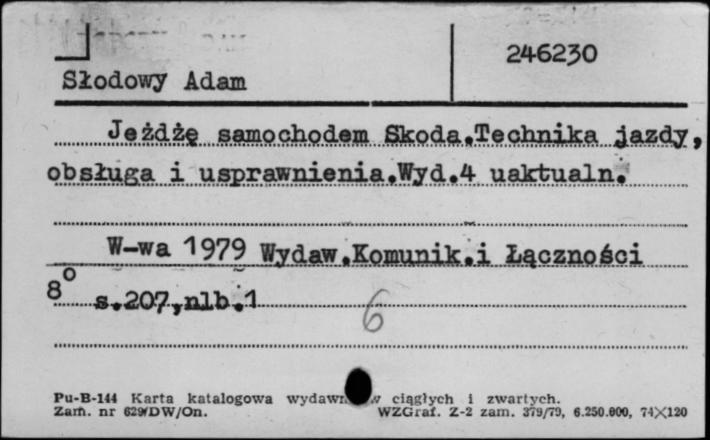 246230
Słodowy Adam
Jeżdżę samochodem Skoda.Technika jazdy,
obsługa i usprawnienia.Wyd.4 uaktualn.
W-wa 1979 Wydaw.Komunik.i Łączności
8° s.207,nlb.1
6
Pu-B-144 Karta katalogowa ciągłych i zwartych.
Zam. nr 629/DW/On. WZGraf. Z-2 zam. 379/79, 6.250.000, 74X120